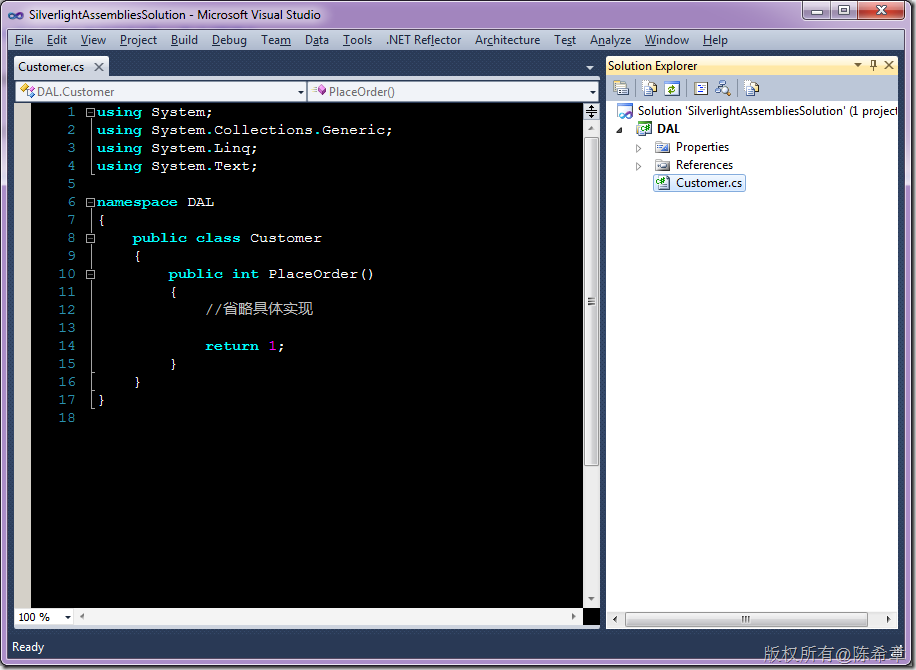 SilverlightAssembliesSolution - Microsoft Visual Studio
File Edit View Project Build Debug Team Data Tools .NET Reflector Architecture Test Analyze Window Help
Customer.cs
DAL.Customer PlaceOrder()
1 using System;
2 using System.Collections.Generic;
3 using System.Linq;
4 using System.Text;
5
6 namespace DAL
7 {
8 public class Customer
9 {
10 public int PlaceOrder()
11 {
12 //省略具体实现
13
14 return 1;
15 }
16 }
17 }
18
100 %
Solution Explorer
Solution 'SilverlightAssembliesSolution' (1 project
DAL
Properties
References
Customer.cs
Ready
版权所有@陈希章